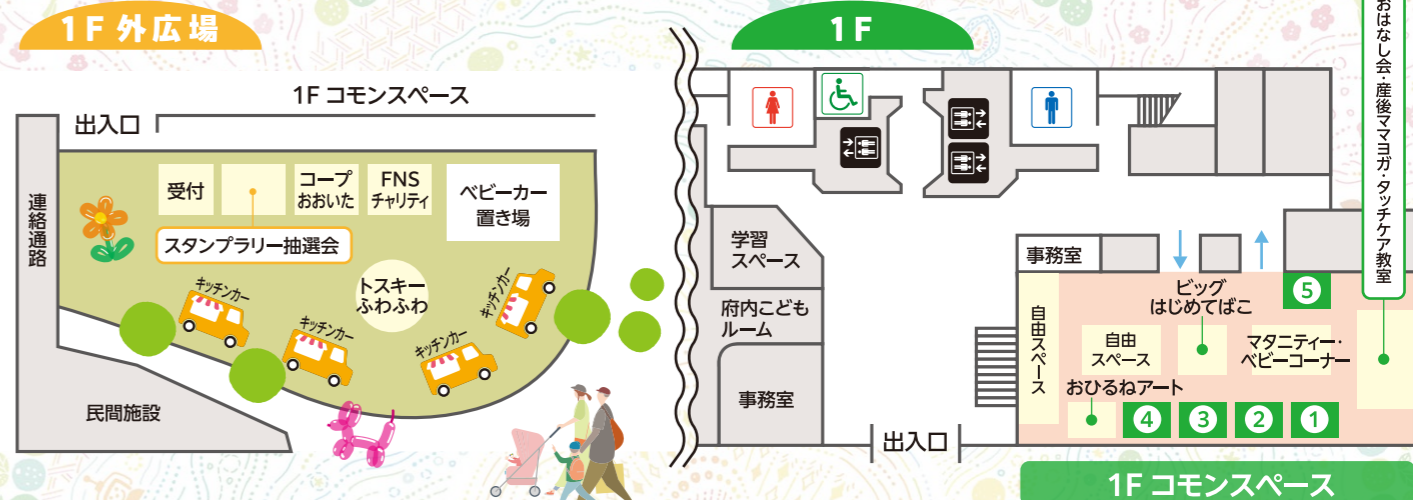 1F 外広場
1F コモンスペース
出入口
連絡通路
受付
コープ
おおいた
FNS
チャリティ
ベビーカー
置き場
スタンプラリー抽選会
トスキー
ふわふわ
キッチンカー
キッチンカー
キッチンカー
キッチンカー
民間施設
1F
学習
スペース
府内こども
ルーム
事務室
出入口
事務室
自由スペース
自由
スペース
ビッグ
はじめてばこ
マタニティー・
ベビーコーナー
おひるねアート
5
4
3
2
1
おはなし会・産後ママヨガ・タッチケア教室
1F コモンスペース